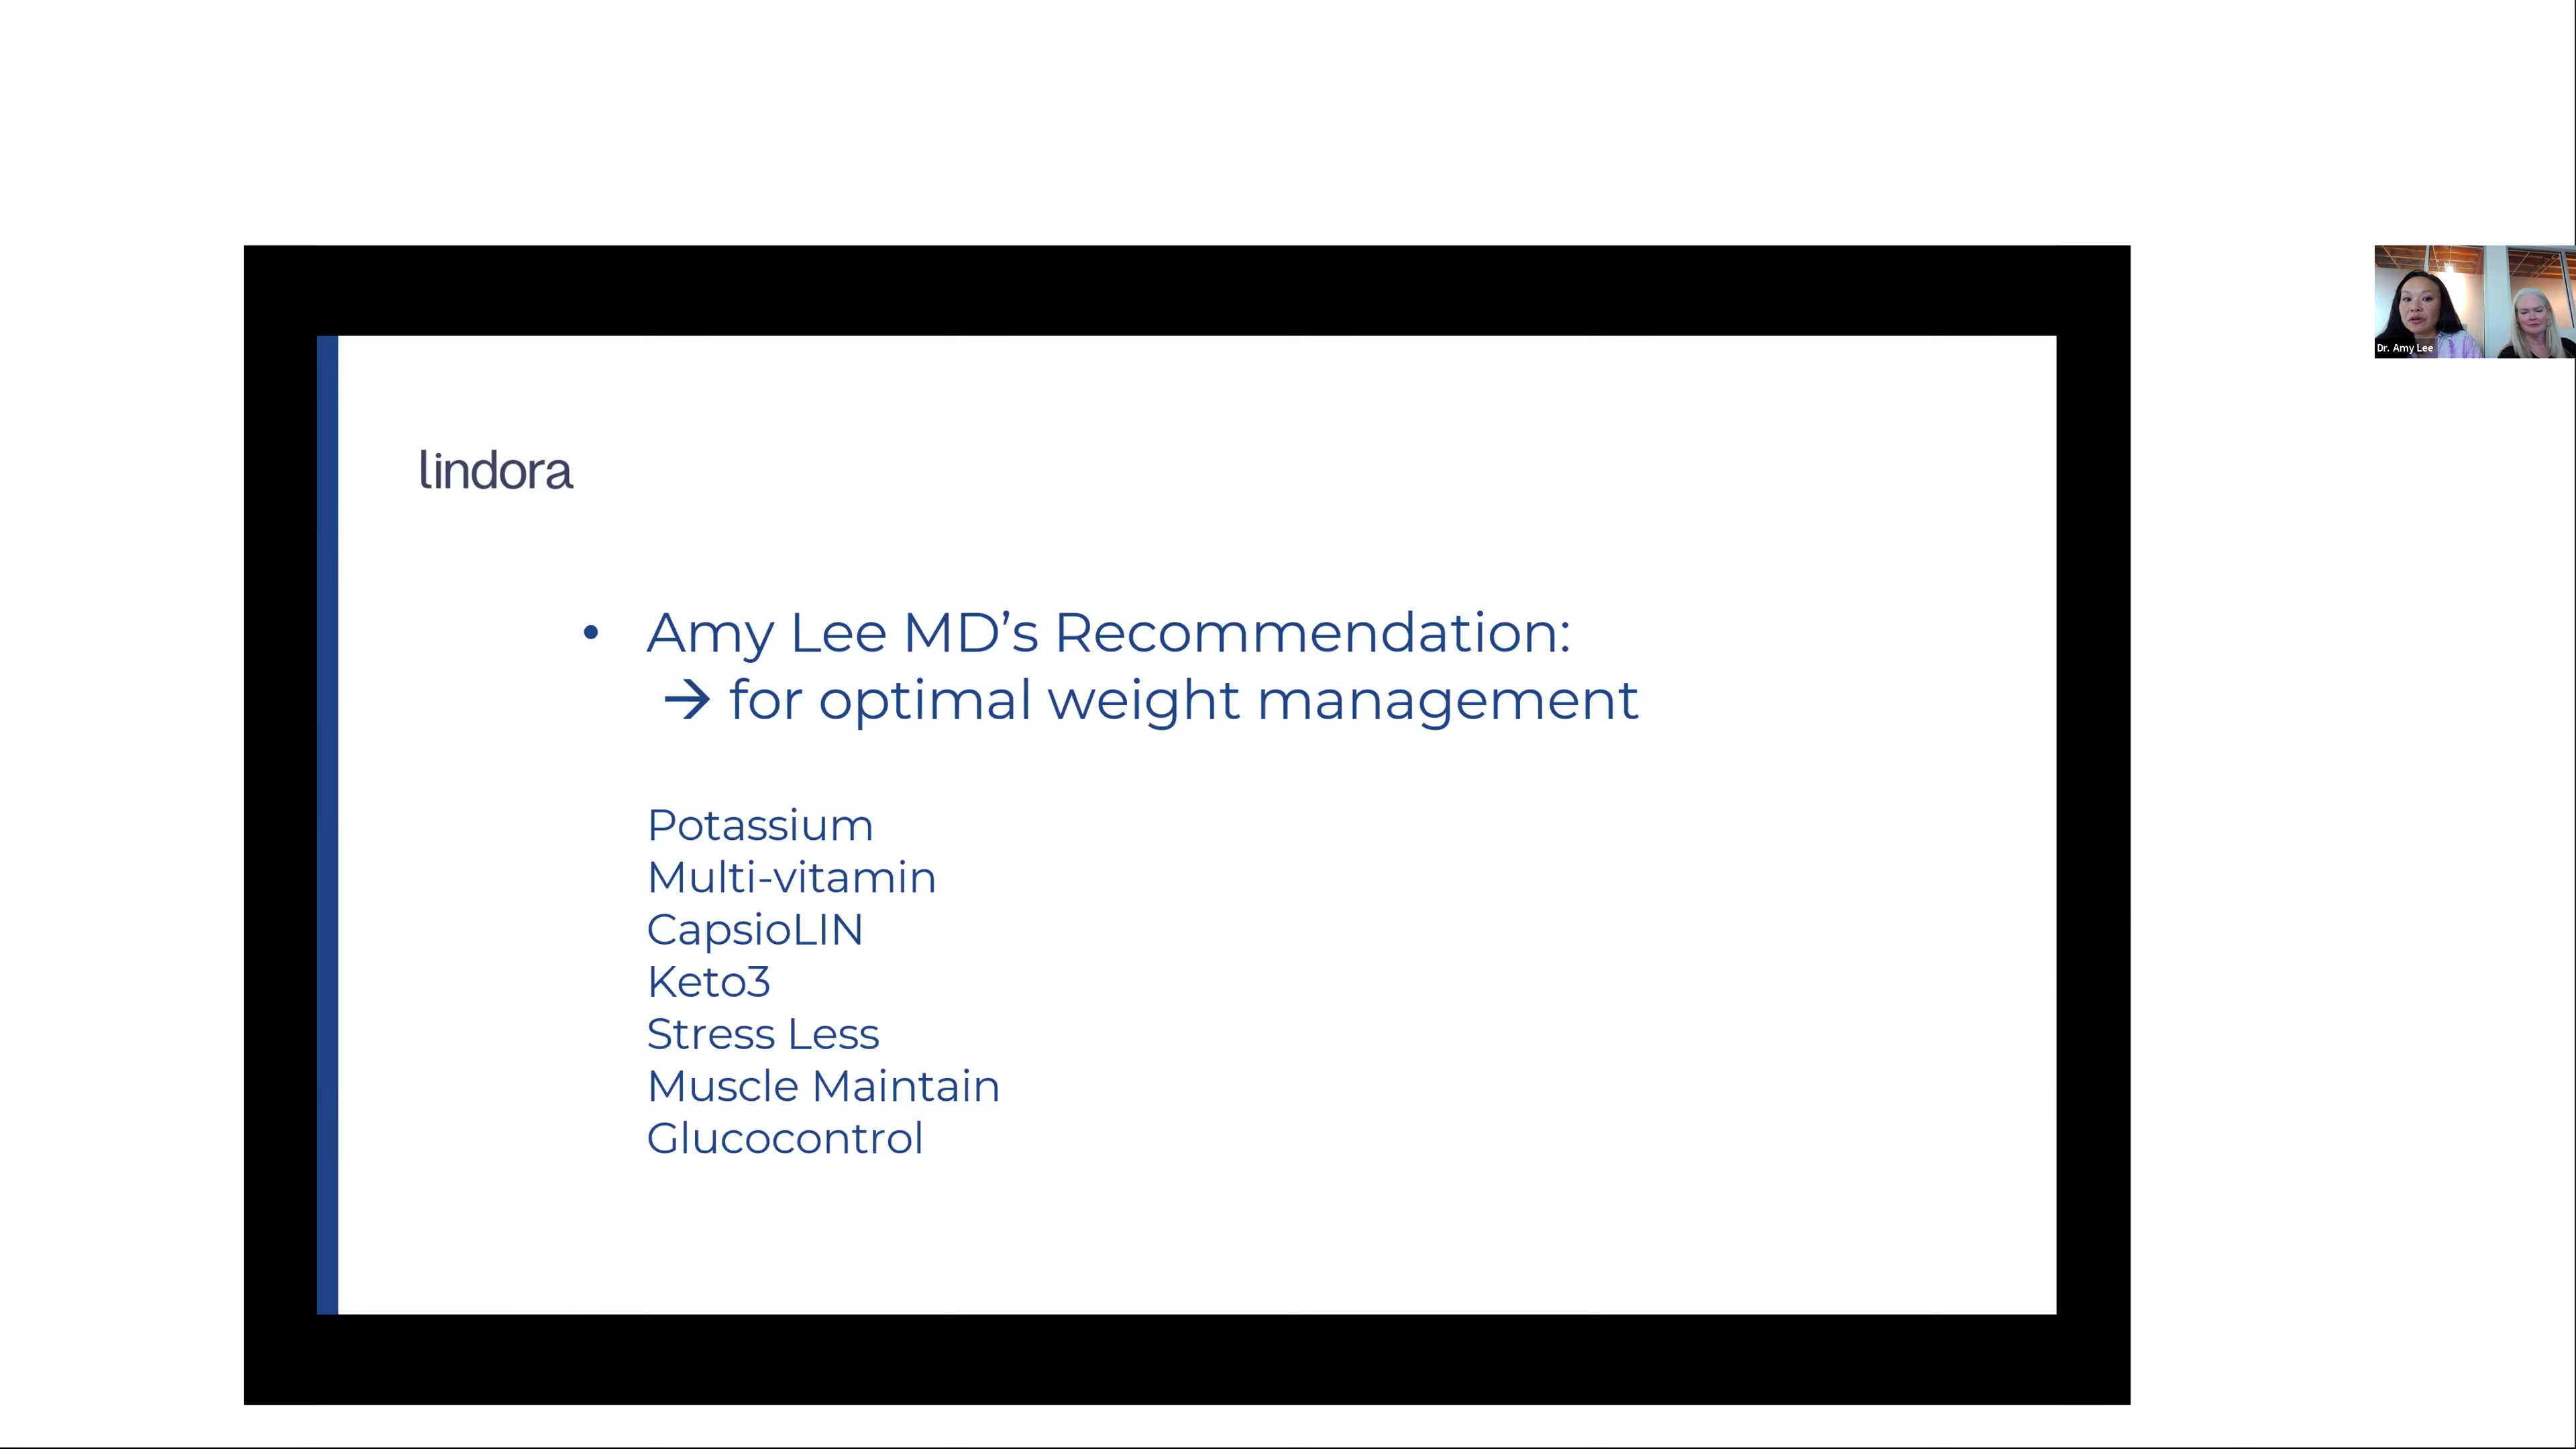 Dr. Amy Lee
lindora
• Amy Lee MD’s Recommendation:
→ for optimal weight management
Potassium
Multi-vitamin
CapsioLIN
Keto3
Stress Less
Muscle Maintain
Glucocontrol